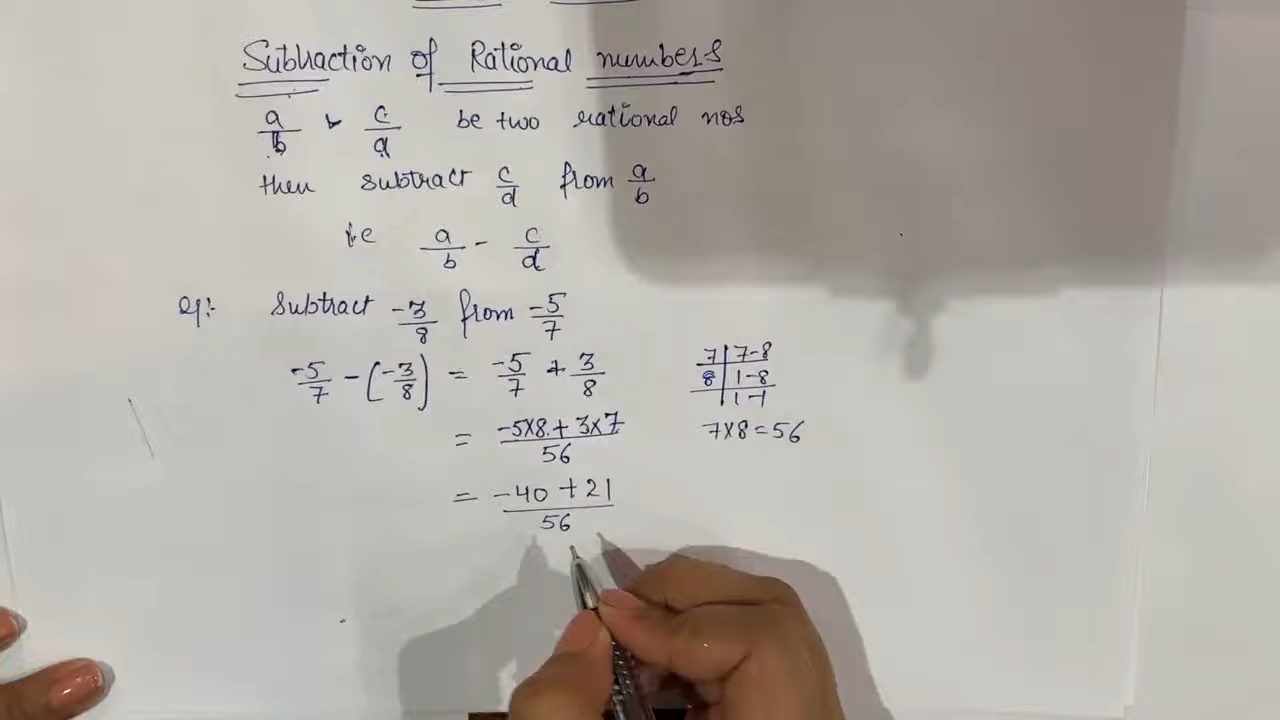 Subtraction of Rational numbers
a/b & c/d be two rational nos
then subtract c/d from a/b
ie a/b - c/d
eg:- Subtract -3/8 from -5/7
-5/7 - (-3/8) = -5/7 + 3/8
= -5×8 + 3×7 / 56
= -40 + 21 / 56
7 | 7-8
8 | 1-8
| 1-1
7×8=56